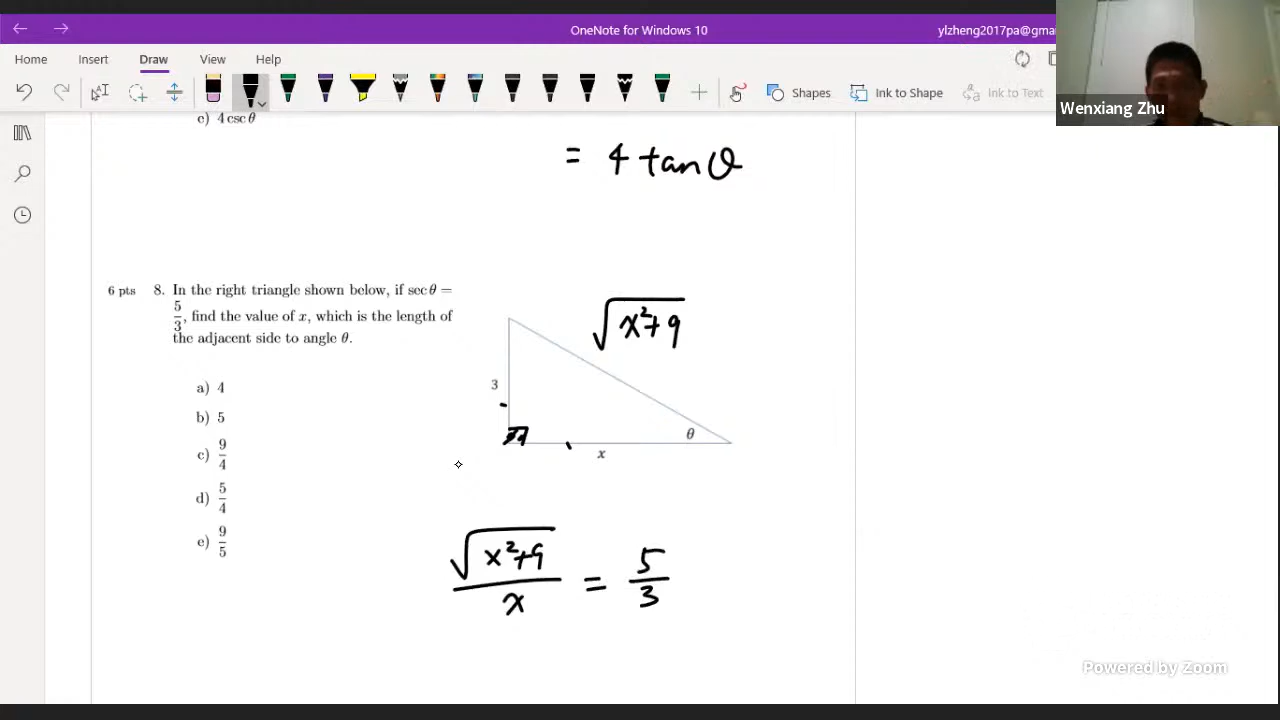 OneNote for Windows 10
ylzheng2017pa@gma
Home Insert Draw View Help
Shapes Ink to Shape Ink to Text
Wenxiang Zhu
e) 4 csc θ
= 4 tan θ
6 pts 8. In the right triangle shown below, if sec θ =
5/3, find the value of x, which is the length of
the adjacent side to angle θ.
a) 4
b) 5
c) 9/4
d) 5/4
e) 9/5
√(x²+9)
3
θ
x
√(x²+9)/x = 5/3
Powered by Zoom